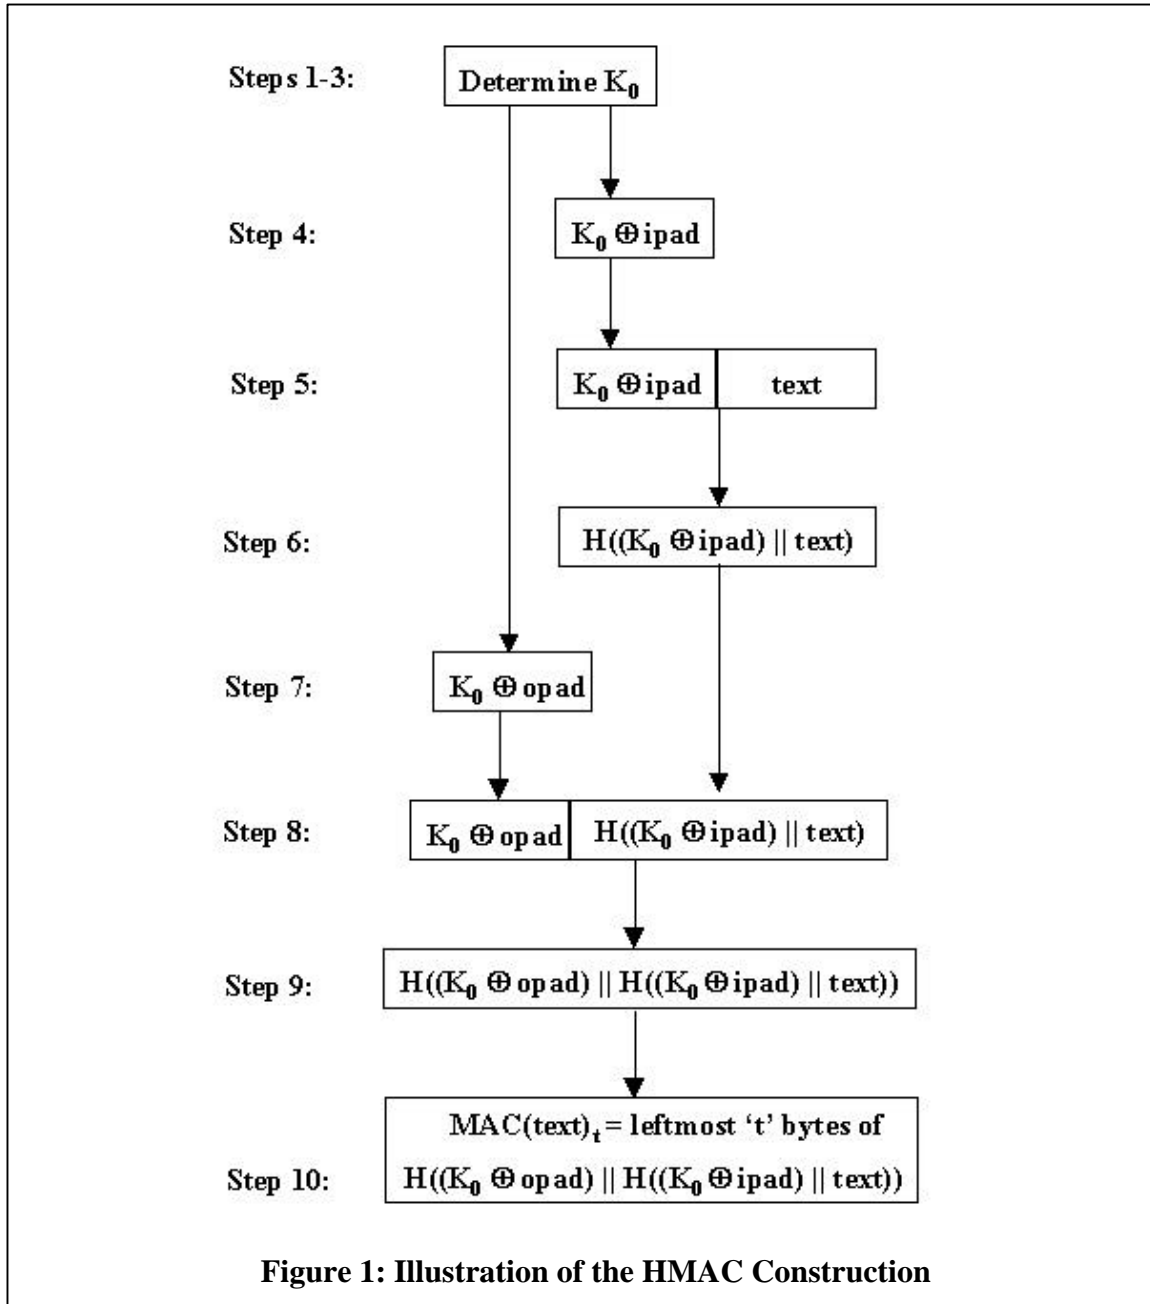 Steps 1-3:
Determine K₀
Step 4:
K₀ ⊕ ipad
Step 5:
K₀ ⊕ ipad text
Step 6:
H((K₀ ⊕ ipad) || text)
Step 7:
K₀ ⊕ opad
Step 8:
K₀ ⊕ opad H((K₀ ⊕ ipad) || text)
Step 9:
H((K₀ ⊕ opad) || H((K₀ ⊕ ipad) || text))
Step 10:
MAC(text)ₜ = leftmost ‘t’ bytes of
H((K₀ ⊕ opad) || H((K₀ ⊕ ipad) || text))
Figure 1: Illustration of the HMAC Construction